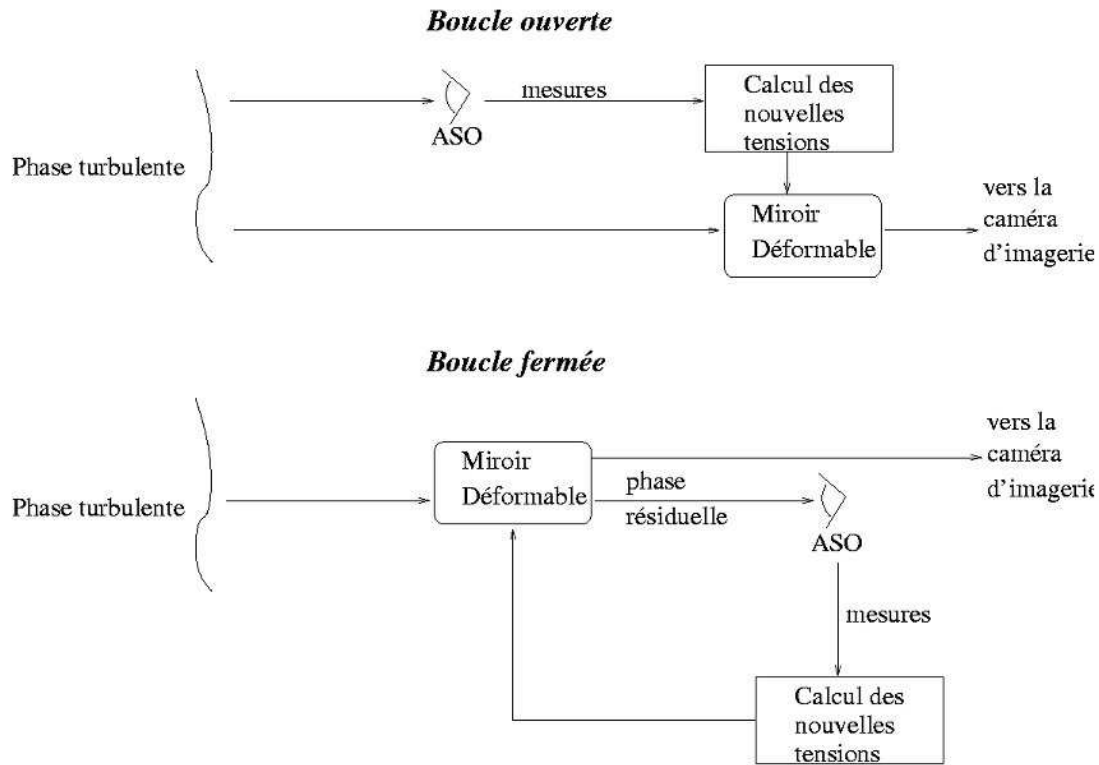 Boucle ouverte
Phase turbulente
ASO
mesures
Calcul des
nouvelles
tensions
Miroir
Déformable
vers la
caméra
d'imagerie
Boucle fermée
Phase turbulente
Miroir
Déformable
phase
résiduelle
vers la
caméra
d'imagerie
ASO
mesures
Calcul des
nouvelles
tensions